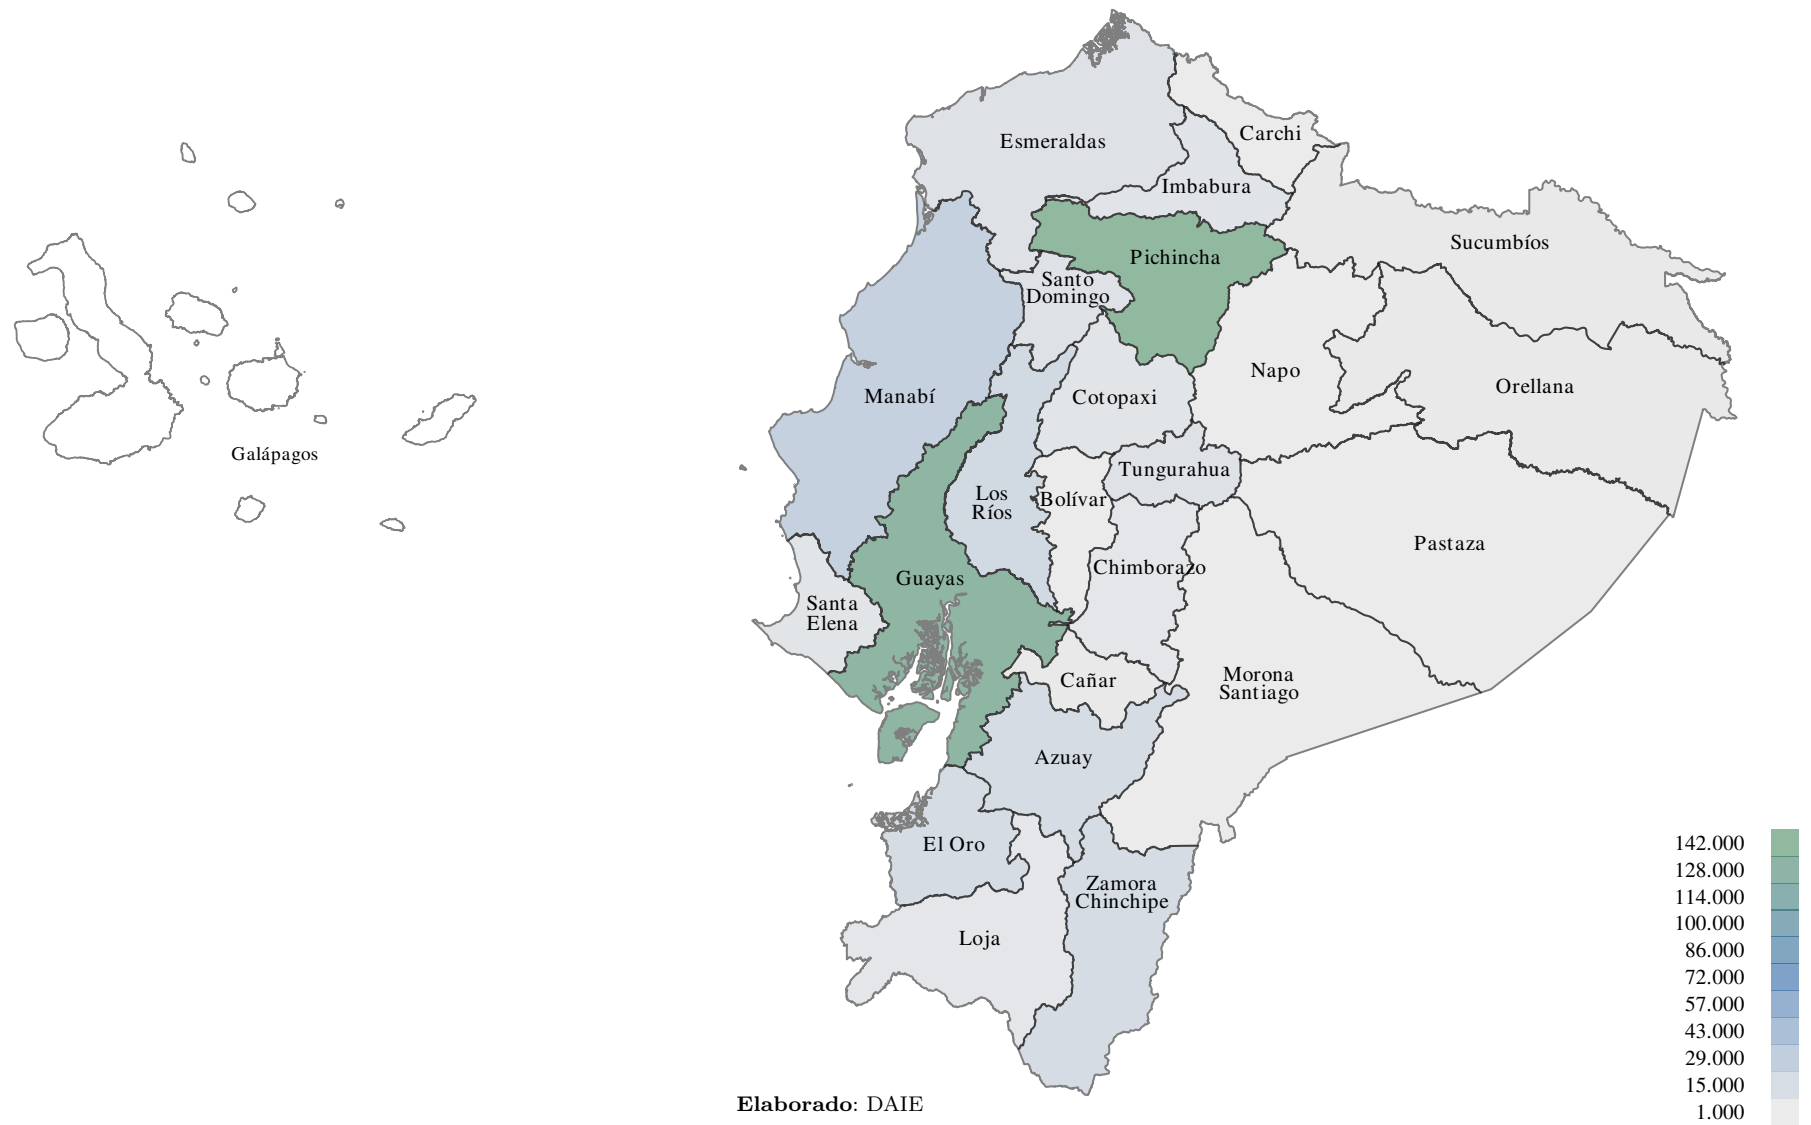 Carchi
Esmeraldas
Imbabura
Sucumbíos
Pichincha
Santo
Domingo
Napo
Orellana
Manabí
Cotopaxi
Galápagos
Tungurahua
Los
Ríos
Bolívar
Pastaza
Chimborazo
Guayas
Santa
Elena
Cañar
Morona
Santiago
Azuay
El Oro
Zamora
Chinchipe
Loja
142.000
128.000
114.000
100.000
86.000
72.000
57.000
43.000
29.000
15.000
1.000
Elaborado: DAIE